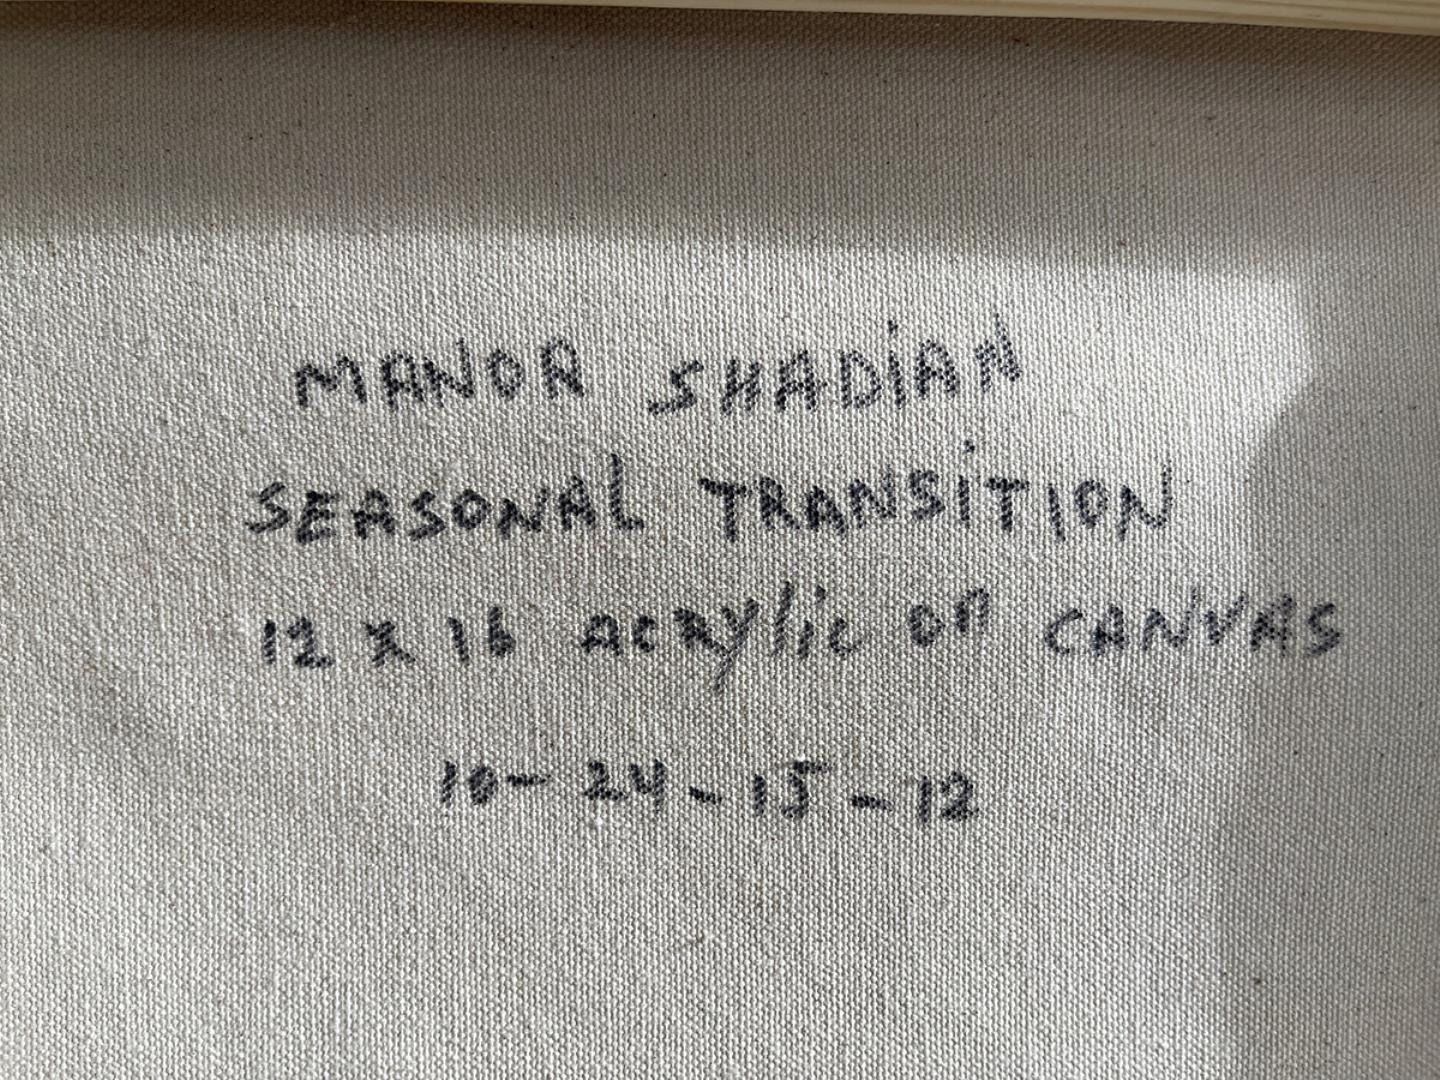 MANOR SHADiAN
SEASONAL TRANSiTION
12 x 16 ACRYlic on CANVAS
10 - 24 - 15 - 12